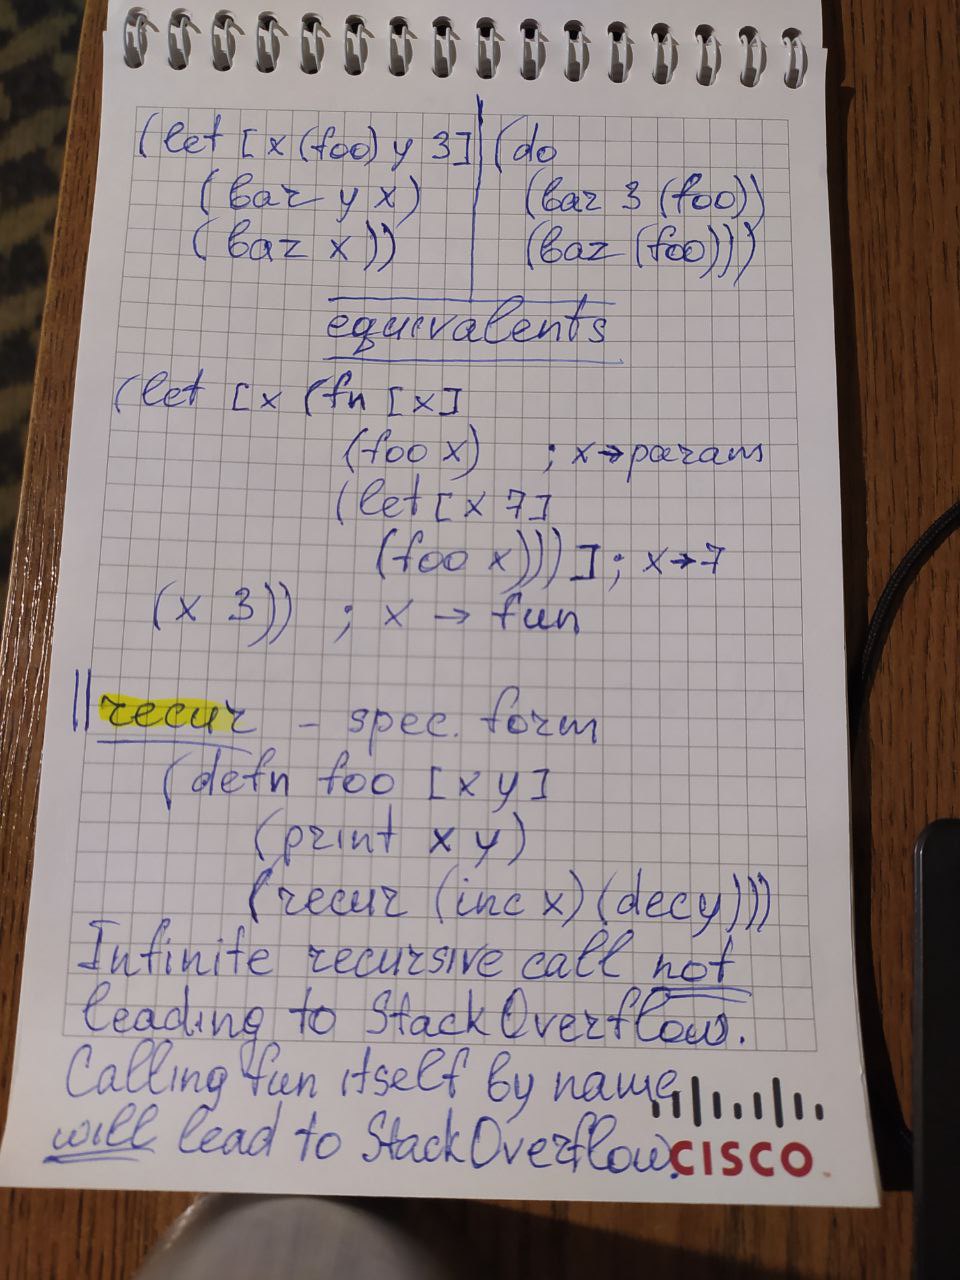 (let [x (foo) y 3] | (do
(bar y x) (bar 3 (foo))
(baz x)) (baz (foo)))
equivalents
(let [x (fn [x]
(foo x) ; x→param
(let [x 7]
(foo x)))] ; x→7
(x 3)) ; x → fun
recur - spec. form
(defn foo [x y]
(print x y)
(recur (inc x) (dec y)))
Infinite recursive call not
leading to StackOverflow.
Calling fun itself by name
will lead to StackOverflow.
CISCO